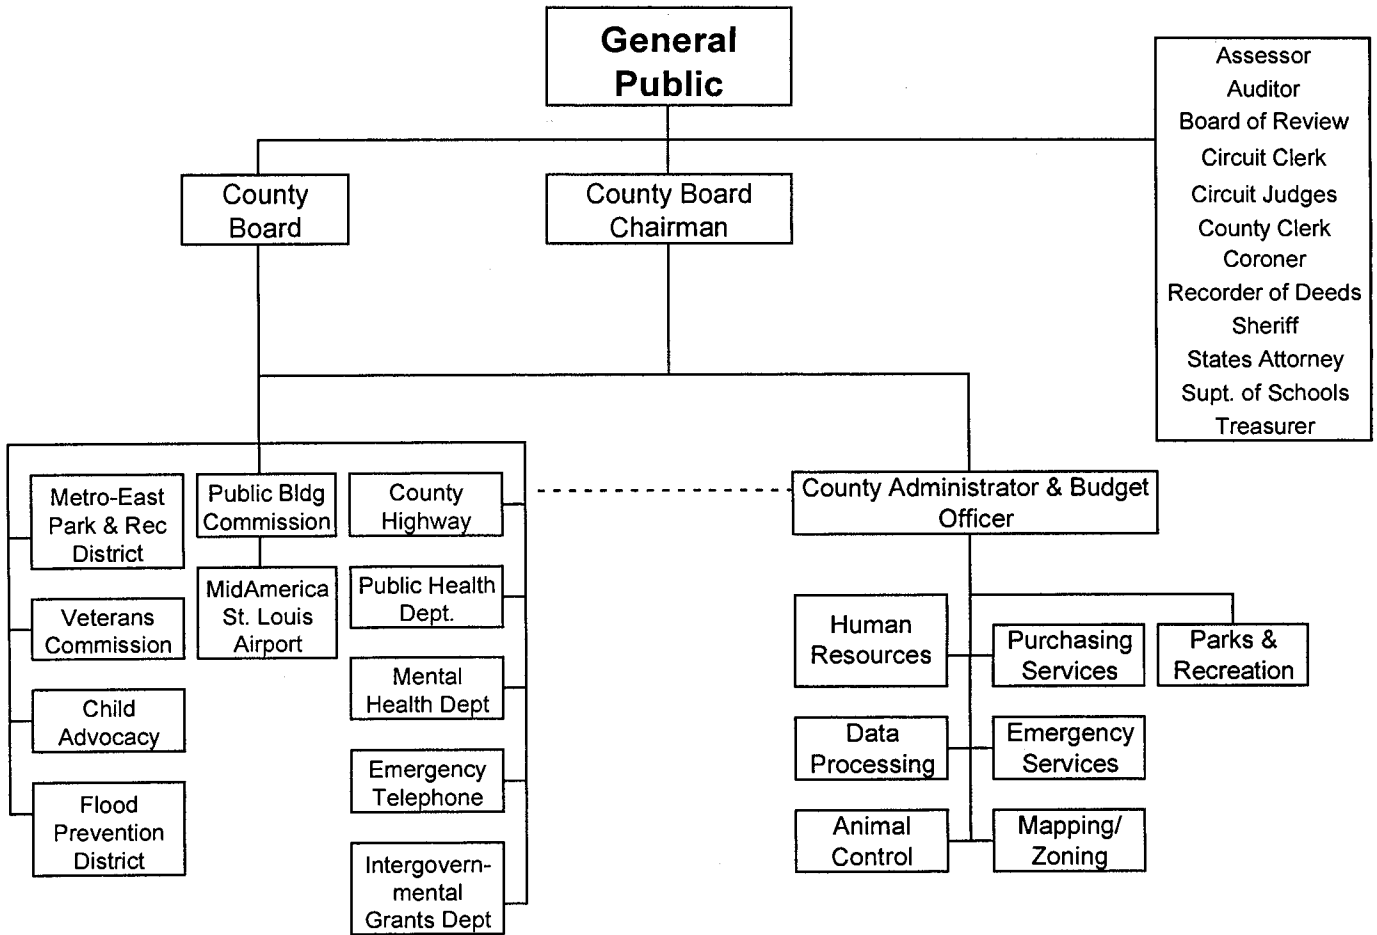 General
Public
Assessor
Auditor
Board of Review
Circuit Clerk
Circuit Judges
County Clerk
Coroner
Recorder of Deeds
Sheriff
States Attorney
Supt. of Schools
Treasurer
County
Board
County Board
Chairman
Metro-East
Park & Rec
District
Public Bldg
Commission
County
Highway
County Administrator & Budget
Officer
Veterans
Commission
MidAmerica
St. Louis
Airport
Public Health
Dept.
Child
Advocacy
Mental
Health Dept
Flood
Prevention
District
Emergency
Telephone
Intergovern-
mental
Grants Dept
Human
Resources
Purchasing
Services
Parks &
Recreation
Data
Processing
Emergency
Services
Animal
Control
Mapping/
Zoning